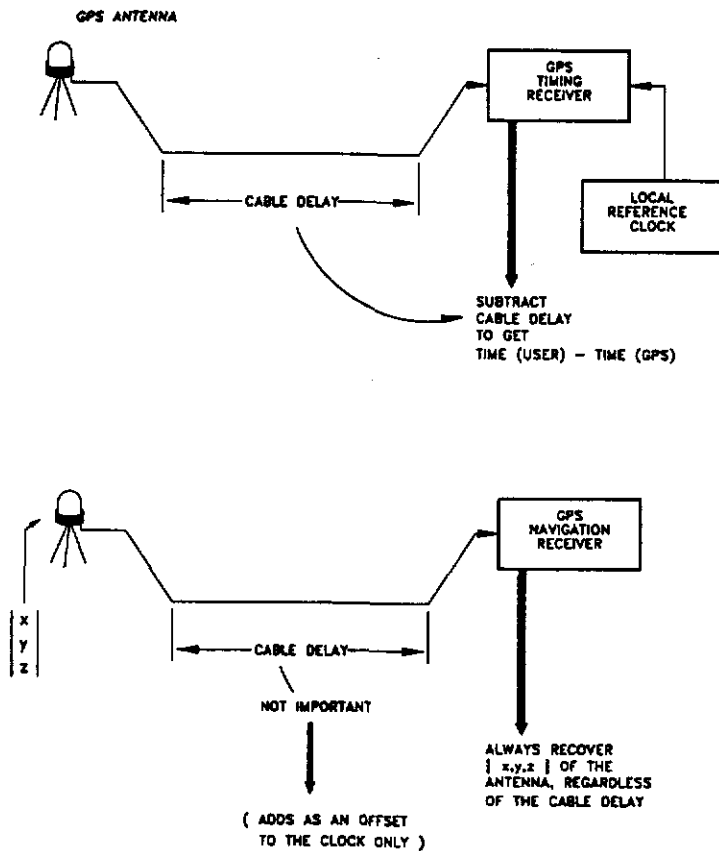 GPS ANTENNA
GPS
TIMING
RECEIVER
CABLE DELAY
LOCAL
REFERENCE
CLOCK
SUBTRACT
CABLE DELAY
TO GET
TIME (USER) – TIME (GPS)
GPS
NAVIGATION
RECEIVER
x
y
z
CABLE DELAY
NOT IMPORTANT
ALWAYS RECOVER
| x,y,z | OF THE
ANTENNA, REGARDLESS
OF THE CABLE DELAY
( ADDS AS AN OFFSET
TO THE CLOCK ONLY )